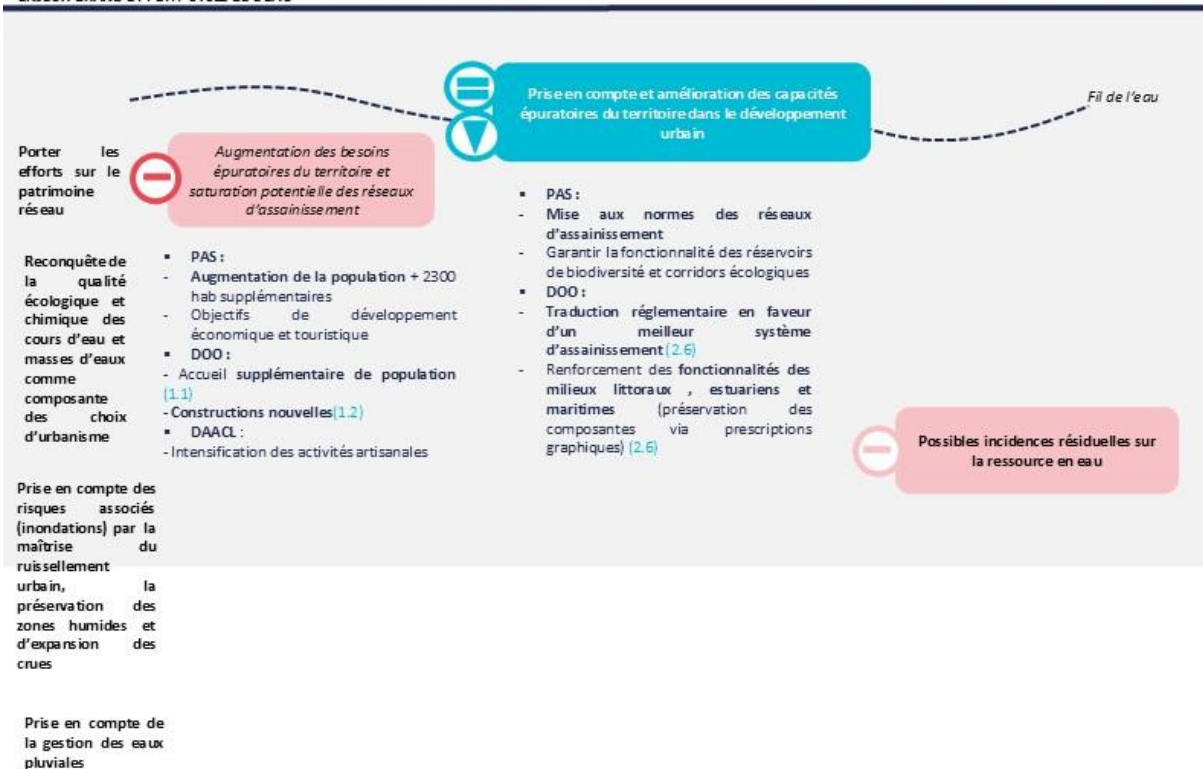 Prise en compte et amélioration des capacités
épuratoires du territoire dans le développement
urbain
Fil de l'eau
Porter les
efforts sur le
patrimoine
réseau
Augmentation des besoins
épuratoires du territoire et
saturation potentielle des réseaux
d'assainissement
Reconquête de
la qualité
écologique et
chimique des
cours d'eau et
masses d'eaux
comme
composante
des choix
d'urbanisme
▪ PAS :
- Augmentation de la population + 2300
hab supplémentaires
- Objectifs de développement
économique et touristique
▪ DOO :
- Accueil supplémentaire de population
(1.1)
- Constructions nouvelles (1.2)
▪ DAACL :
- Intensification des activités artisanales
▪ PAS :
- Mise aux normes des réseaux
d'assainissement
- Garantir la fonctionnalité des réservoirs
de biodiversité et corridors écologiques
▪ DOO :
- Traduction réglementaire en faveur
d'un meilleur système
d'assainissement (2.6)
- Renforcement des fonctionnalités des
milieux littoraux , estuariens et
maritimes (préservation des
composantes via prescriptions
graphiques) (2.6)
Possibles incidences résiduelles sur
la ressource en eau
Prise en compte des
risques associés
(inondations) par la
maîtrise du
ruissellement
urbain, la
préservation des
zones humides et
d'expansion des
crues
Prise en compte de
la gestion des eaux
pluviales